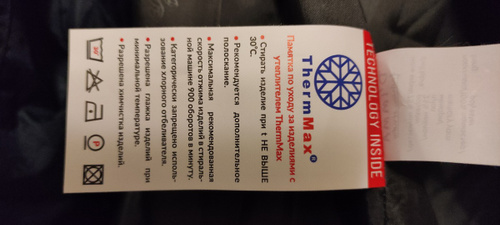 TECHNOLOGY INSIDE
ThermMax®
Памятка по уходу за изделиями с
утеплителем ThermMax
• Стирать изделие при t НЕ ВЫШЕ
30°С.
• Рекомендуется дополнительное
полоскание.
• Максимальная рекомендованная
скорость отжима изделий в стираль-
ной машине 900 оборотов в минуту.
• Категорически запрещено исполь-
зование хлорного отбеливателя.
• Разрешена глажка изделий при
минимальной температуре.
• Разрешена химчистка изделий.
30°
P